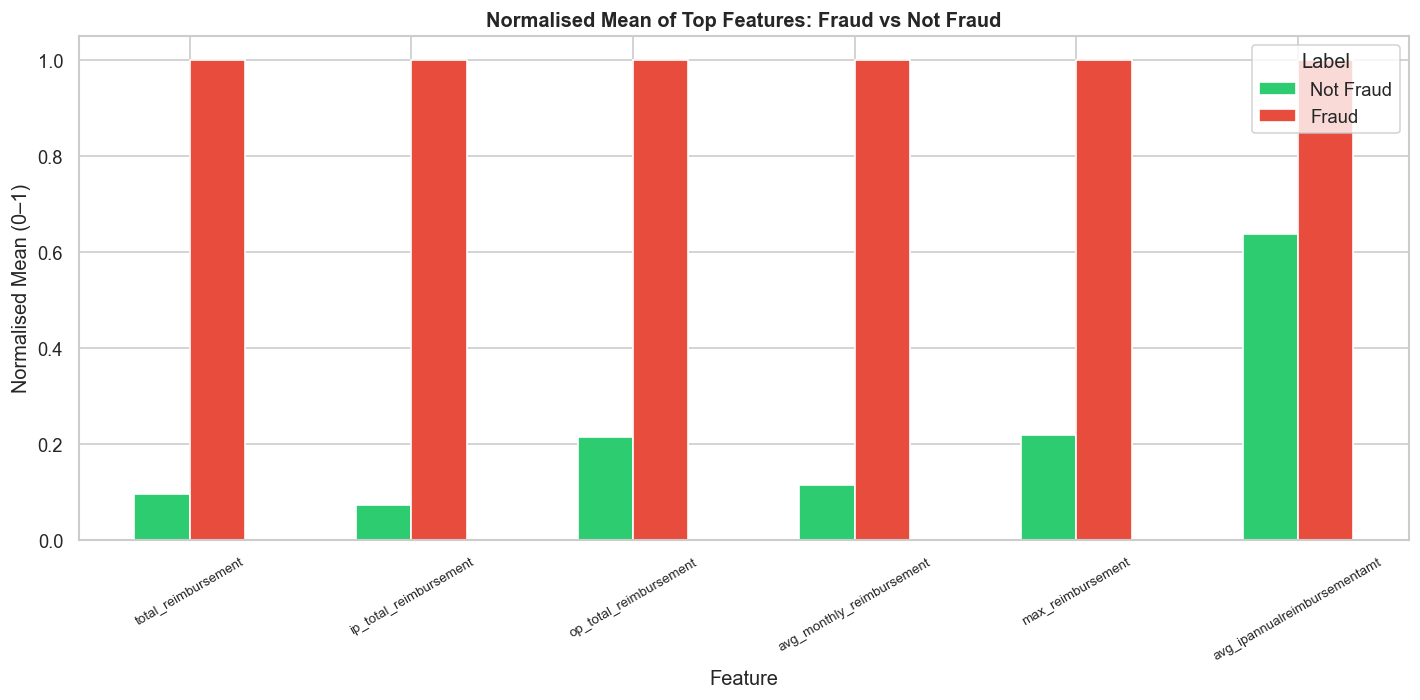 Normalised Mean of Top Features: Fraud vs Not Fraud
Label
Not Fraud
Fraud
Normalised Mean (0–1)
1.0
0.8
0.6
0.4
0.2
0.0
total_reimbursement
ip_total_reimbursement
op_total_reimbursement
avg_monthly_reimbursement
max_reimbursement
avg_ipannualreimbursementamt
Feature